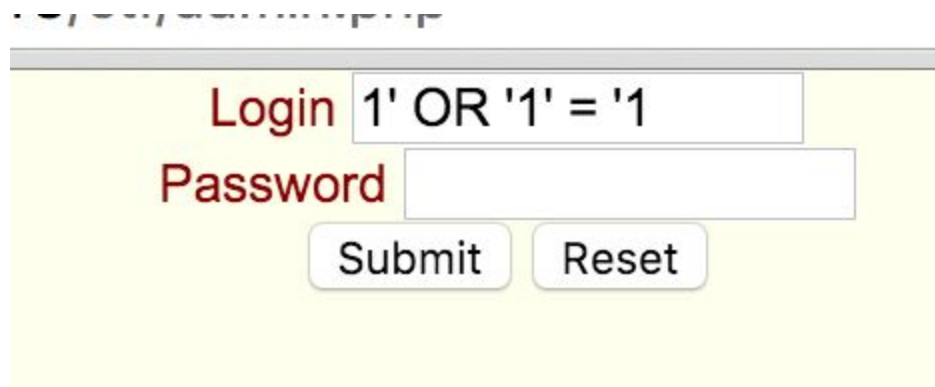 Login 1' OR '1' = '1
Password
Submit Reset